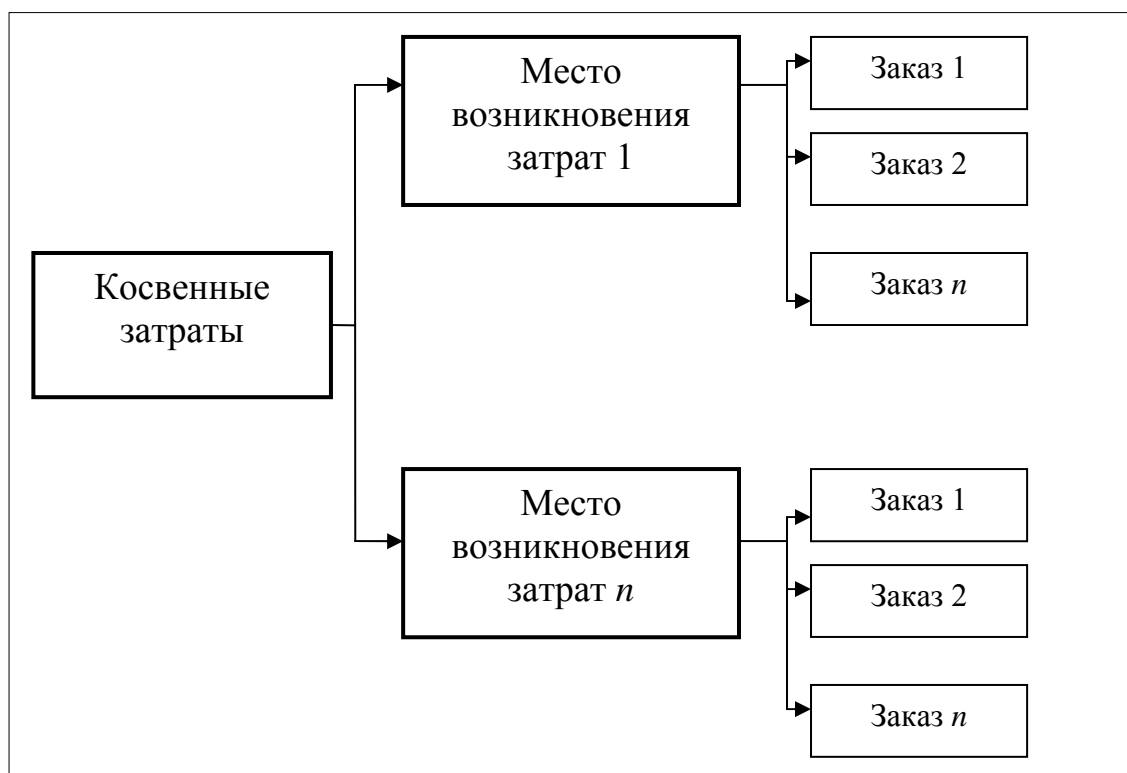 Косвенные
затраты
Место
возникновения
затрат 1
Заказ 1
Заказ 2
Заказ n
Место
возникновения
затрат n
Заказ 1
Заказ 2
Заказ n